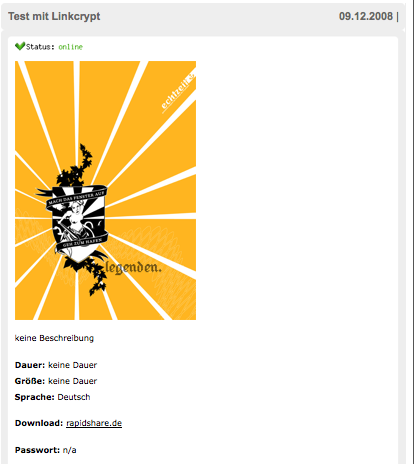 Test mit Linkcrypt 09.12.2008 |
Status: online
echtzeit
MACH DAS FENSTER AUF
GEH ZUM HAFEN
legenden.
keine Beschreibung
Dauer: keine Dauer
Größe: keine Dauer
Sprache: Deutsch
Download: rapidshare.de
Passwort: n/a